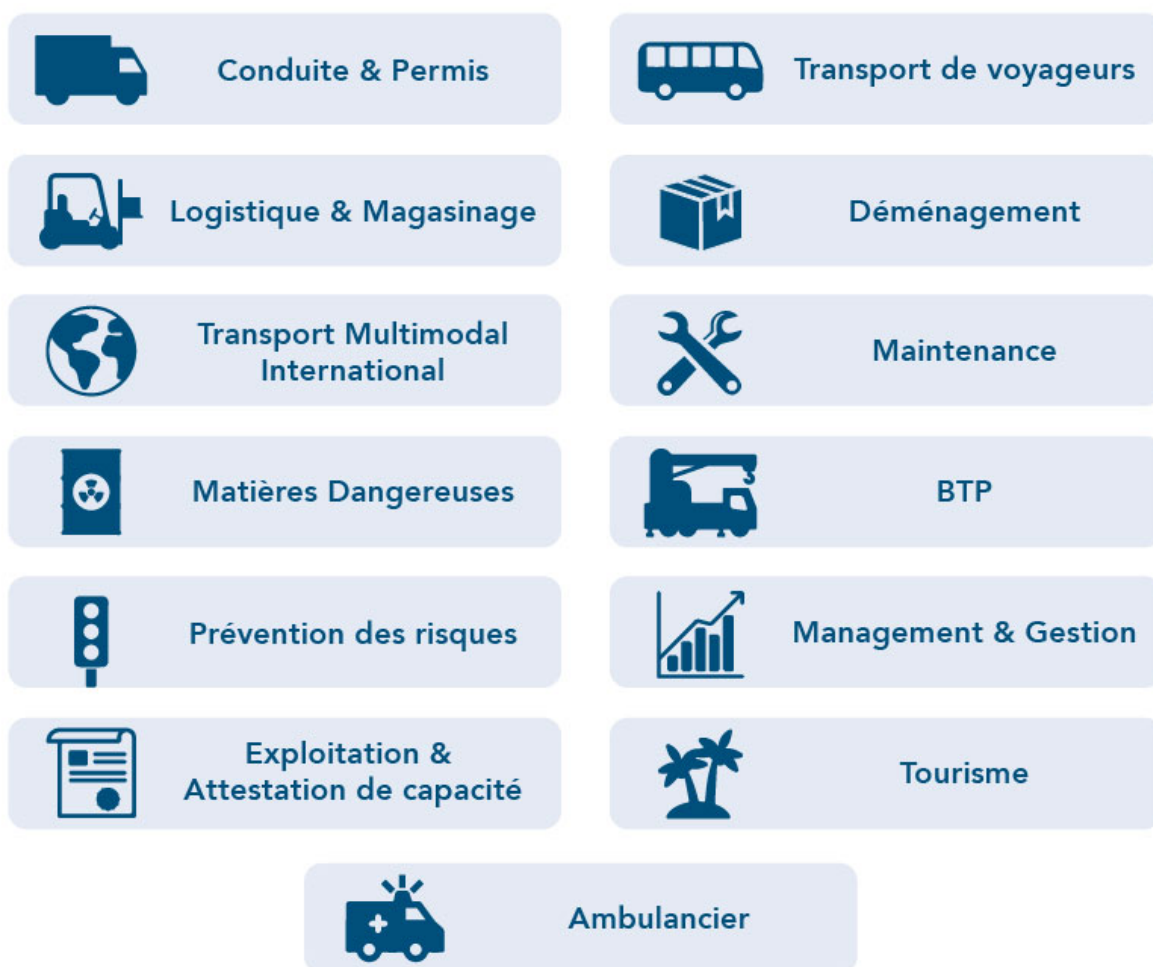 Conduite & Permis
Transport de voyageurs
Logistique & Magasinage
Déménagement
Transport Multimodal
International
Maintenance
Matières Dangereuses
BTP
Prévention des risques
Management & Gestion
Exploitation &
Attestation de capacité
Tourisme
Ambulancier